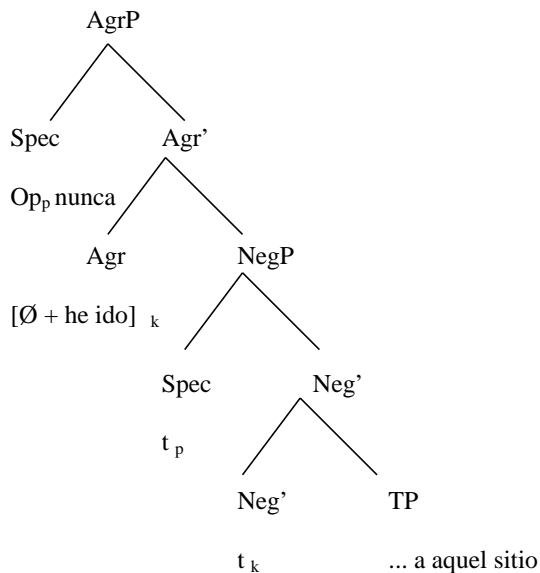 AgrP
Spec Agr’
Opp nunca
Agr NegP
[Ø + he ido] k
Spec Neg’
t p
Neg’ TP
t k ... a aquel sitio